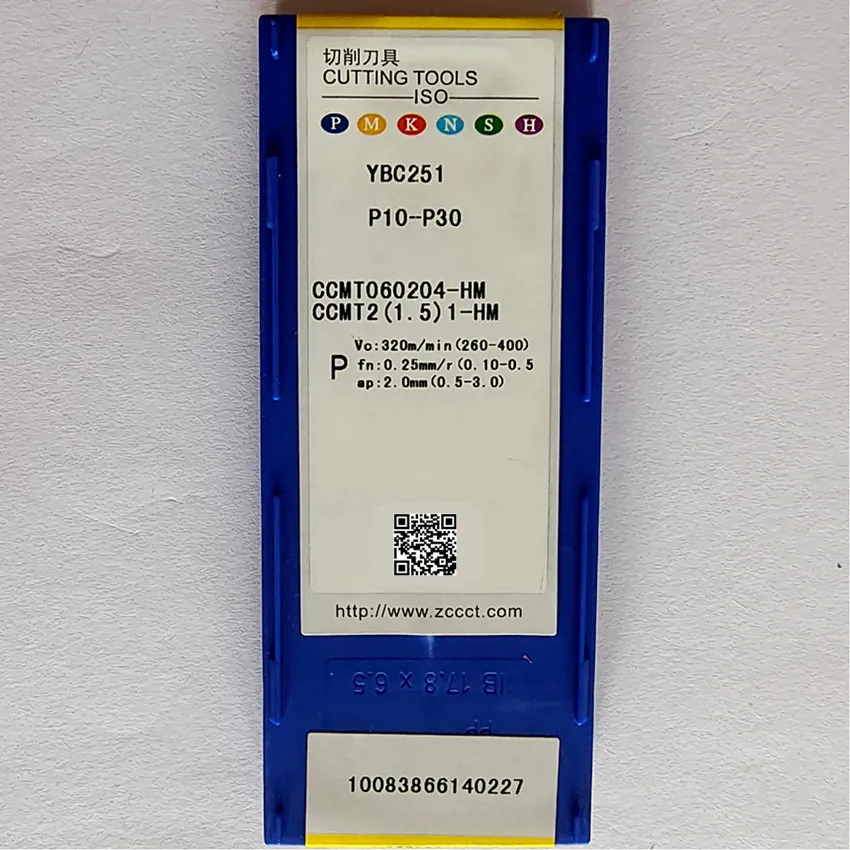 切削刀具
CUTTING TOOLS
ISO
P M K N S H
YBC251
P10-P30
CCMT060204-HM
CCMT2(1.5)1-HM
Vc:320m/min(260-400)
P fn:0.25mm/r(0.10-0.5
ap:2.0mm(0.5-3.0)
http://www.zccct.com
IB 17.8 x 6.5
PP
10083866140227